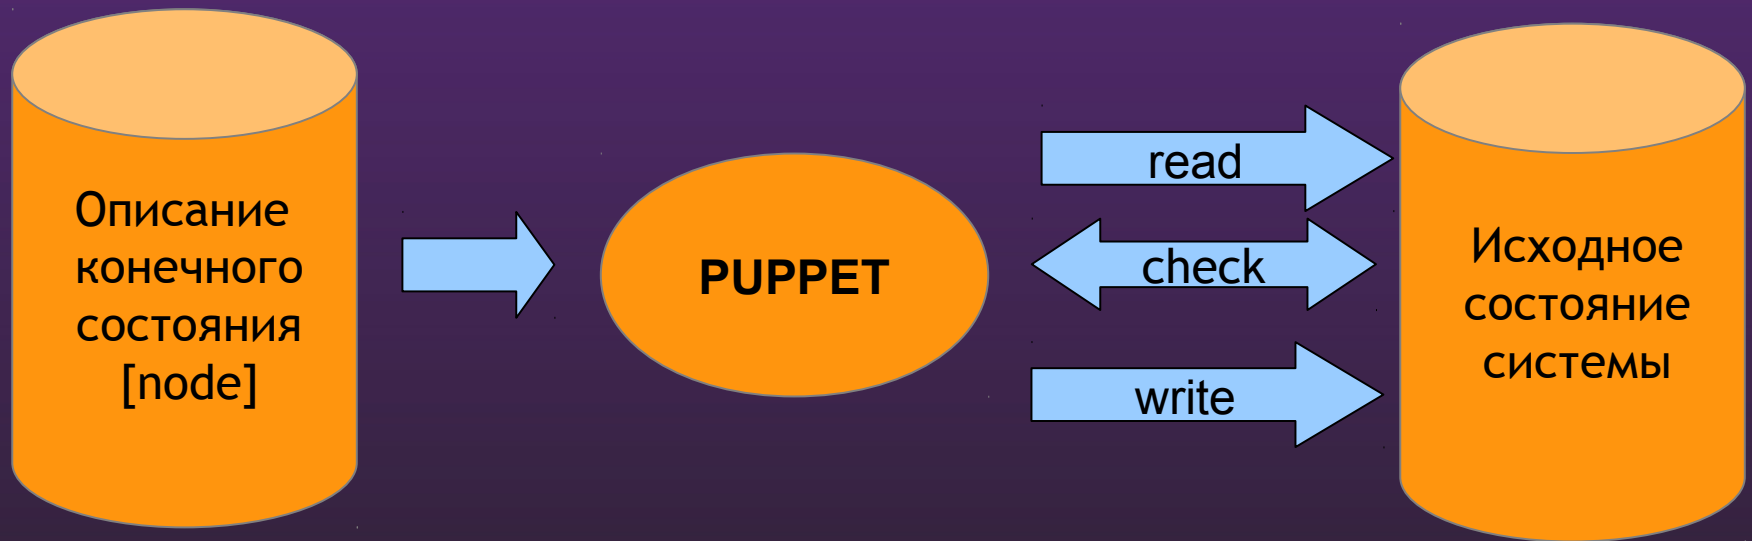 Описание
конечного
состояния
[node]
PUPPET
read
check
write
Исходное
состояние
системы